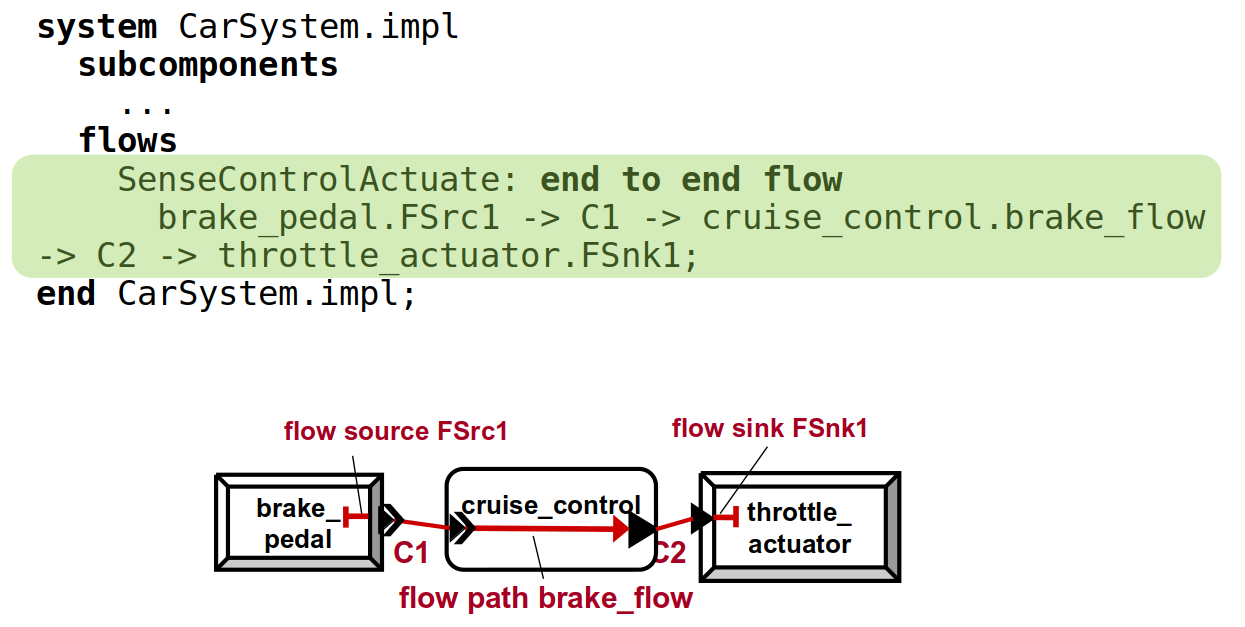 system CarSystem.impl
subcomponents
...
flows
SenseControlActuate: end to end flow
brake_pedal.FSrc1 -> C1 -> cruise_control.brake_flow
-> C2 -> throttle_actuator.FSnk1;
end CarSystem.impl;
flow source FSrc1
flow sink FSnk1
brake_
pedal
C1
cruise_control
C2
throttle_
actuator
flow path brake_flow